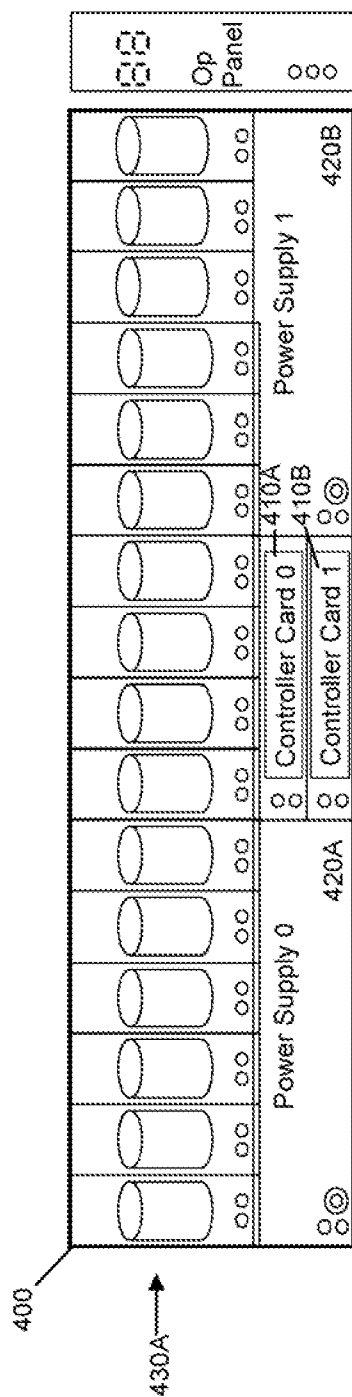 400
430A
Power Supply 0
420A
Controller Card 0
410A
Controller Card 1
410B
Power Supply 1
420B
88
Op
Panel